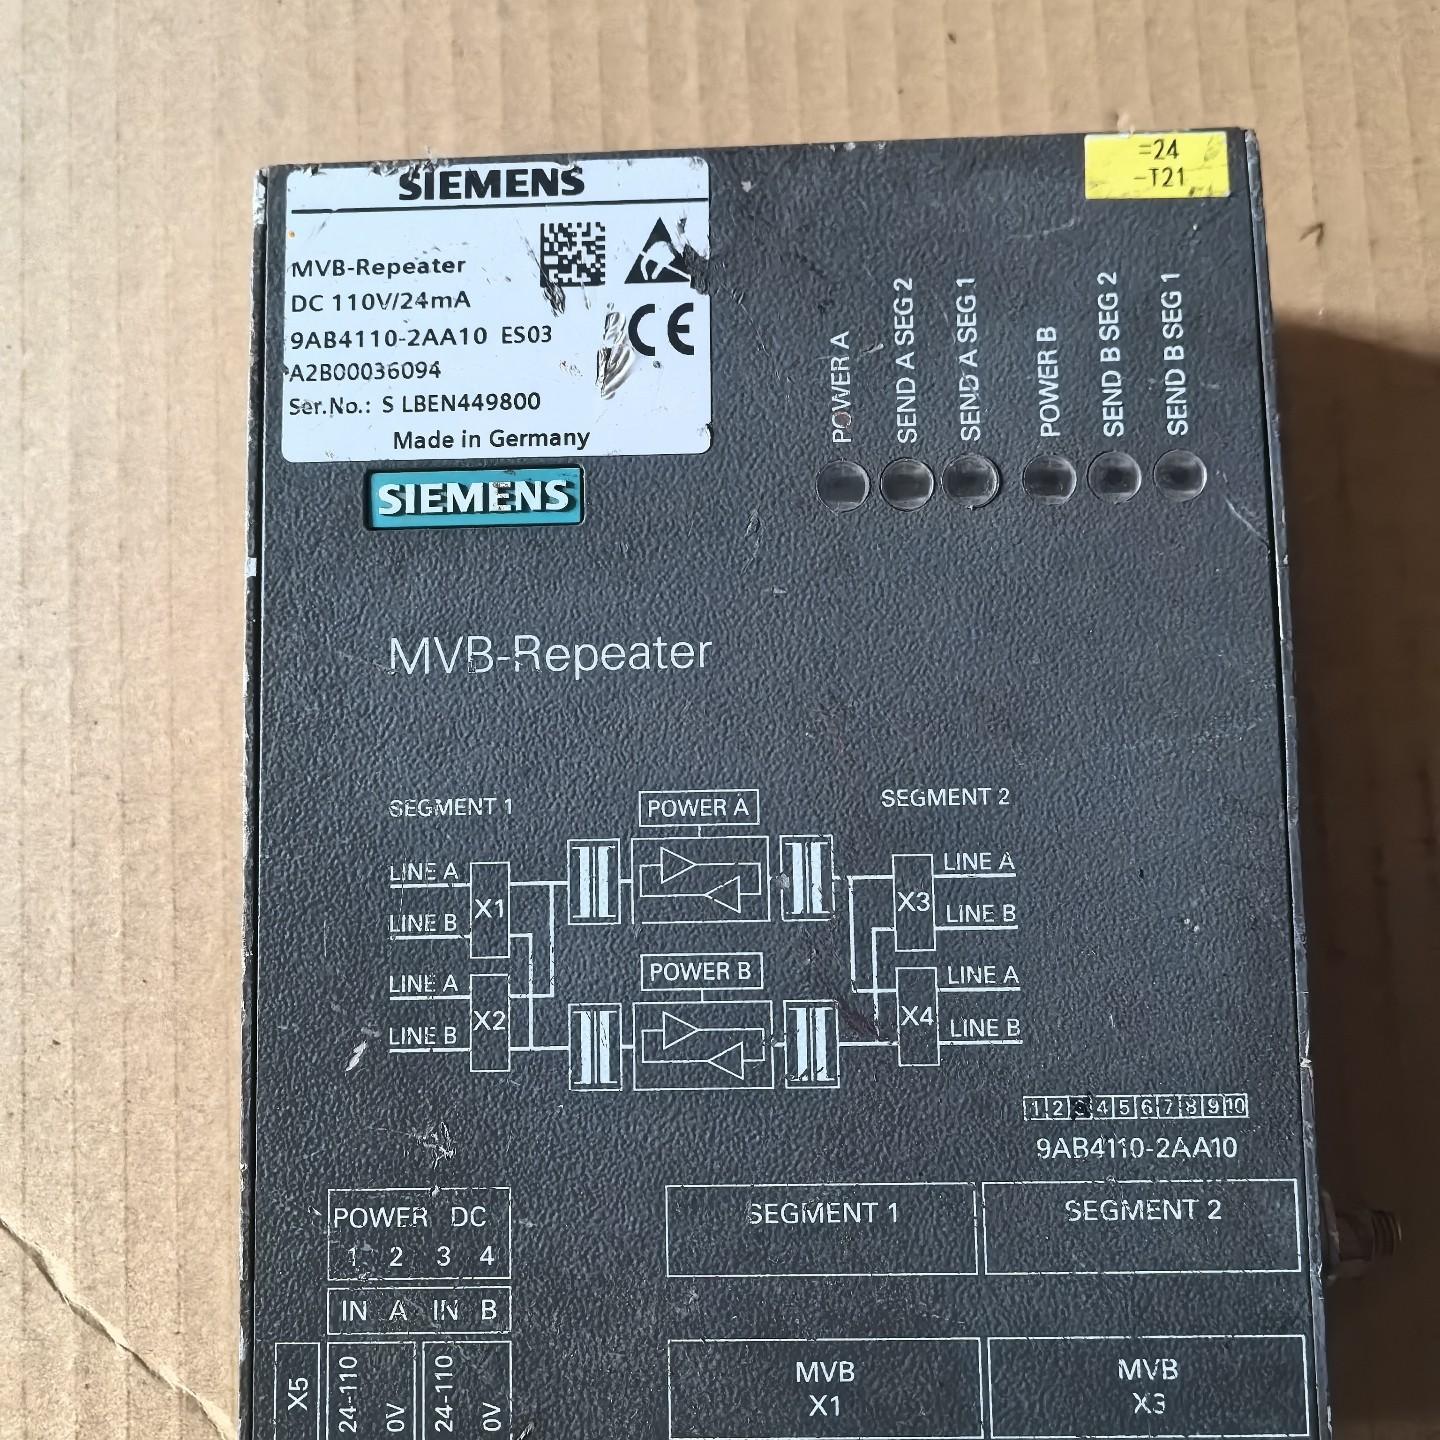 SIEMENS
MVB-Repeater
DC 110V/24mA
9AB4110-2AA10 ES03
A2B00036094
Ser.No.: S LBEN449800
Made in Germany
CE
=24
-T21
SIEMENS
POWER A
SEND A SEG 2
SEND A SEG 1
POWER B
SEND B SEG 2
SEND B SEG 1
MVB-Repeater
SEGMENT 1
POWER A
SEGMENT 2
LINE A
LINE B
X1
X3
LINE A
LINE B
POWER B
LINE A
LINE B
X2
X4
LINE A
LINE B
1 2 3 4 5 6 7 8 9 10
9AB4110-2AA10
POWER DC
1 2 3 4
IN A IN B
X5
24-110
0V
24-110
0V
SEGMENT 1
SEGMENT 2
MVB
X1
MVB
X3